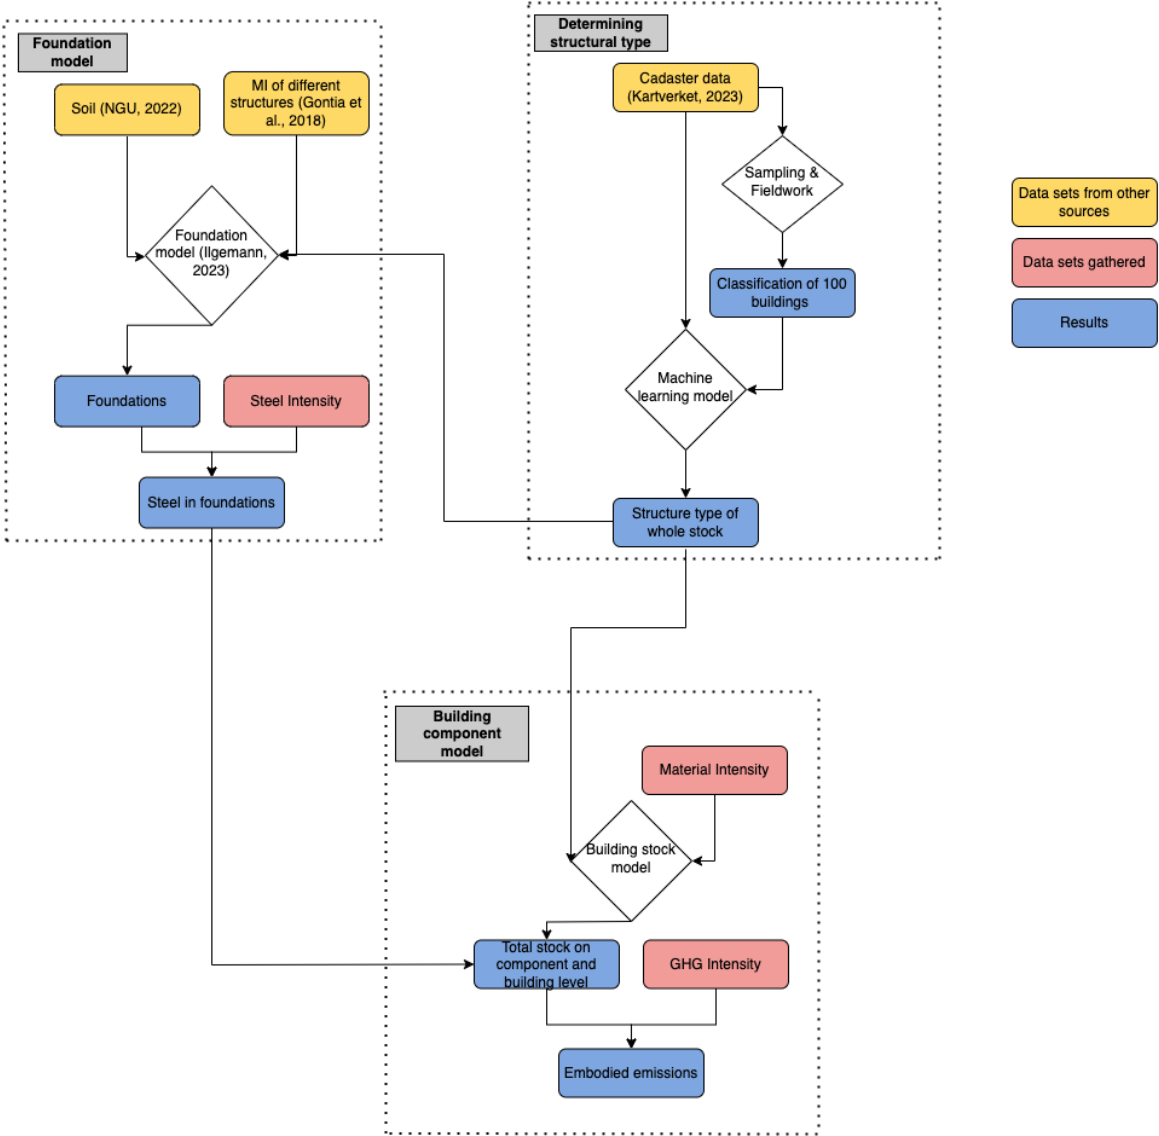 Foundation
model
Soil (NGU, 2022)
MI of different
structures (Gontia et
al., 2018)
Foundation
model (Ilgemann,
2023)
Foundations
Steel Intensity
Steel in foundations
Determining
structural type
Cadaster data
(Kartverket, 2023)
Sampling &
Fieldwork
Classification of 100
buildings
Machine
learning model
Structure type of
whole stock
Data sets from other
sources
Data sets gathered
Results
Building
component
model
Material Intensity
Building stock
model
Total stock on
component and
building level
GHG Intensity
Embodied emissions